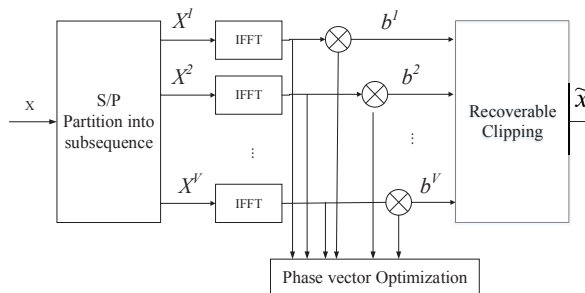 X
S/P
Partition into
subsequence
X^1
IFFT
b^1
X^2
IFFT
b^2
...
...
X^V
IFFT
b^V
Recoverable
Clipping
x̃
Phase vector Optimization